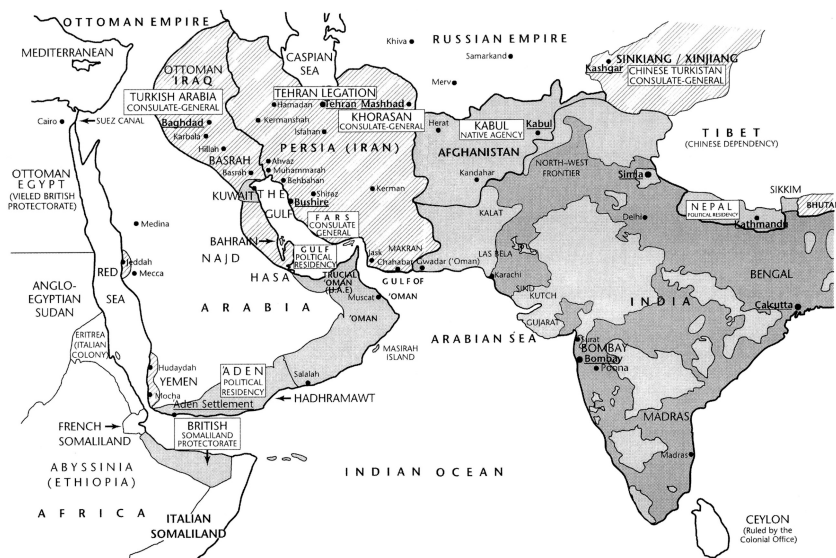 OTTOMAN EMPIRE
RUSSIAN EMPIRE
MEDITERRANEAN
CASPIAN
SEA
Khiva
Samarkand
Merv
SINKIANG / XINJIANG
Kashgar
CHINESE TURKISTAN
CONSULATE-GENERAL
OTTOMAN
IRAQ
TURKISH ARABIA
CONSULATE-GENERAL
Baghdad
Karbalá
Hillah
BASRAH
Basrah
TEHRAN LEGATION
Hamadan
Tehran
Mashhad
KHORASAN
CONSULATE-GENERAL
Kermanshah
Isfahan
PERSIA (IRAN)
Ahvaz
Muhammarah
Behbahan
Shiraz
Kerman
Bushire
FARS
CONSULATE
GENERAL
KABUL
NATIVE AGENCY
Kabul
Herat
AFGHANISTAN
Kandahar
NORTH–WEST
FRONTIER
TIBET
(CHINESE DEPENDENCY)
Simla
Cairo
SUEZ CANAL
OTTOMAN
EGYPT
(VIELED BRITISH
PROTECTORATE)
KUWAIT
THE
GULF
BAHRAIN
GULF
POLITICAL
RESIDENCY
Medina
Jeddah
Mecca
NAJD
HASA
TRUCIAL
'OMAN
(U.A.E)
Jask
MAKRAN
Chahabar
Gwadar ('Oman)
GULF OF
'OMAN
KALAT
LAS BELA
Karachi
SIND
KUTCH
GUJARAT
Delhi
NEPAL
POLITICAL RESIDENCY
Kathmandu
SIKKIM
BHUTAN
BENGAL
Calcutta
INDIA
RED
SEA
ANGLO-
EGYPTIAN
SUDAN
ARABIA
Muscat
'OMAN
MASIRAH
ISLAND
ARABIAN SEA
Surat
BOMBAY
Bombay
Poona
ERITREA
(ITALIAN
COLONY)
Hudaydah
YEMEN
Mocha
'ADEN
POLITICAL
RESIDENCY
Salalah
Aden Settlement
HADHRAMAWT
MADRAS
Madras
FRENCH
SOMALILAND
BRITISH
SOMALILAND
PROTECTORATE
ABYSSINIA
(ETHIOPIA)
INDIAN OCEAN
AFRICA
ITALIAN
SOMALILAND
CEYLON
(Ruled by the
Colonial Office)